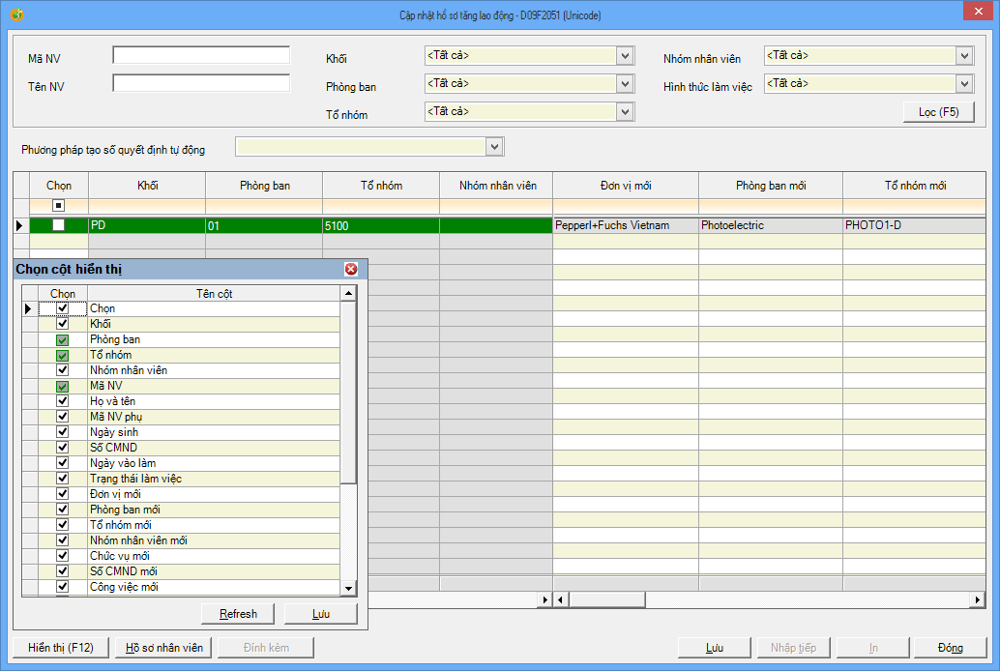 Cập nhật hồ sơ tăng lao động - D09F2051 (Unicode)
Mã NV Khối <Tất cả> Nhóm nhân viên <Tất cả>
Tên NV Phòng ban <Tất cả> Hình thức làm việc <Tất cả>
Tổ nhóm <Tất cả> Lọc (F5)
Phương pháp tạo số quyết định tự động
Chọn Khối Phòng ban Tổ nhóm Nhóm nhân viên Đơn vị mới Phòng ban mới Tổ nhóm mới
PD 01 5100 Pepperl+Fuchs Vietnam Photoelectric PHOTO1-D
Chọn cột hiển thị
Chọn Tên cột
Chọn
Khối
Phòng ban
Tổ nhóm
Nhóm nhân viên
Mã NV
Họ và tên
Mã NV phụ
Ngày sinh
Số CMND
Ngày vào làm
Trạng thái làm việc
Đơn vị mới
Phòng ban mới
Tổ nhóm mới
Nhóm nhân viên mới
Chức vụ mới
Số CMND mới
Công việc mới
Refresh Lưu
Hiển thị (F12) Hồ sơ nhân viên Đính kèm Lưu Nhập tiếp In Đóng